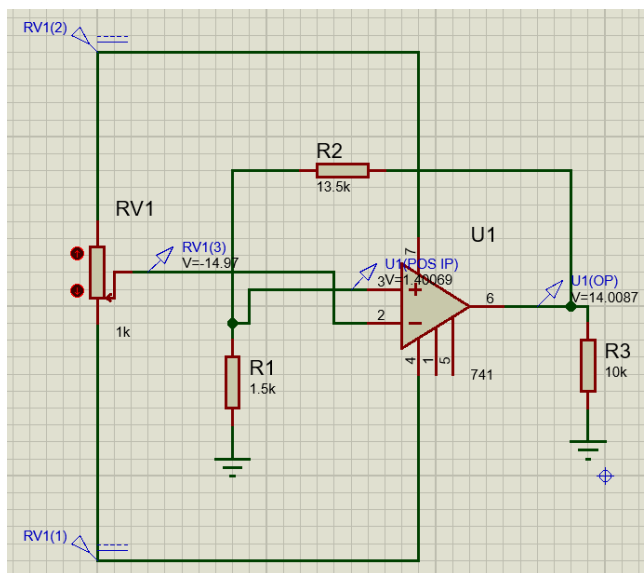 RV1(2)
R2
13.5k
RV1
RV1(3)
V=-14.97
1k
U1
7
U1(POS IP)
V=1.40069
3
2
6
U1(OP)
V=14.0087
4
1
5
741
R1
1.5k
R3
10k
RV1(1)